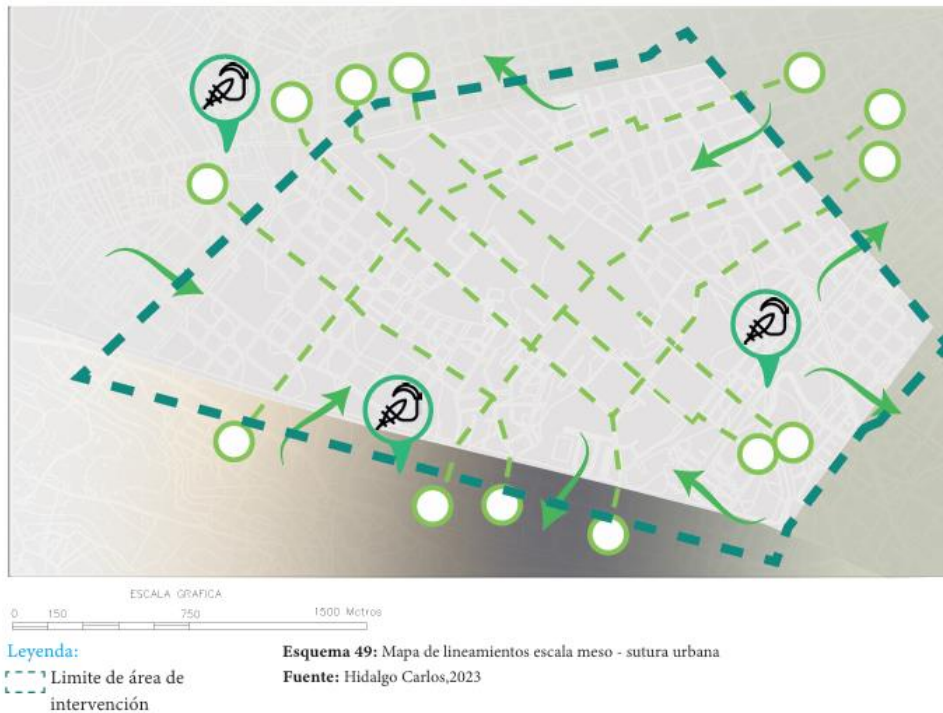 ESCALA GRAFICA
0 150 750 1500 Metros
Leyenda:
Limite de área de
intervención
Esquema 49: Mapa de lineamientos escala meso - sutura urbana
Fuente: Hidalgo Carlos,2023